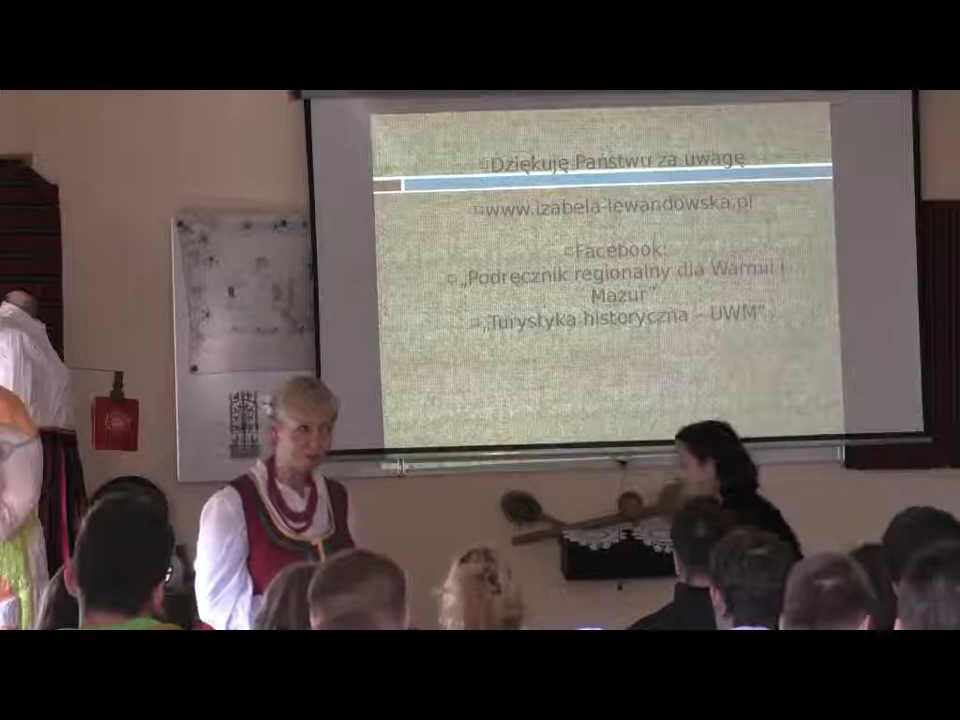 Dziękuję Państwu za uwagę
www.izabela-lewandowska.pl
Facebook:
„Podręcznik regionalny dla Warmii i
Mazur”
„Turystyka historyczna – UWM”